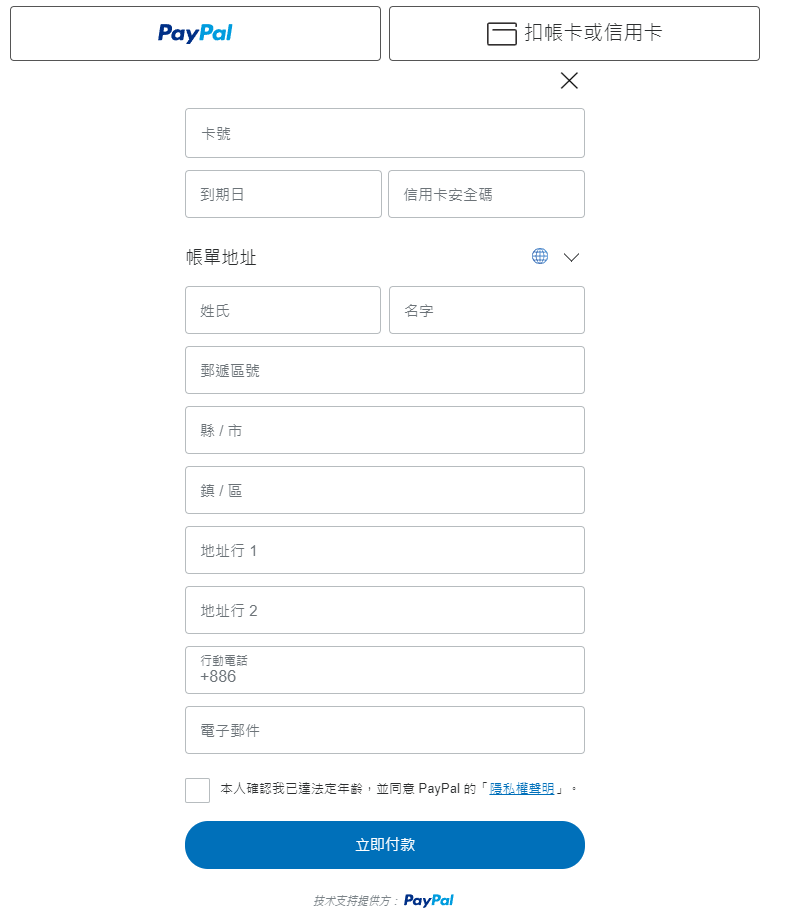 PayPal
扣帳卡或信用卡
卡號
到期日
信用卡安全碼
帳單地址
姓氏
名字
郵遞區號
縣 / 市
鎮 / 區
地址行 1
地址行 2
行動電話
+886
電子郵件
本人確認我已達法定年齡，並同意 PayPal 的「隱私權聲明」。
立即付款
技术支持提供方： PayPal